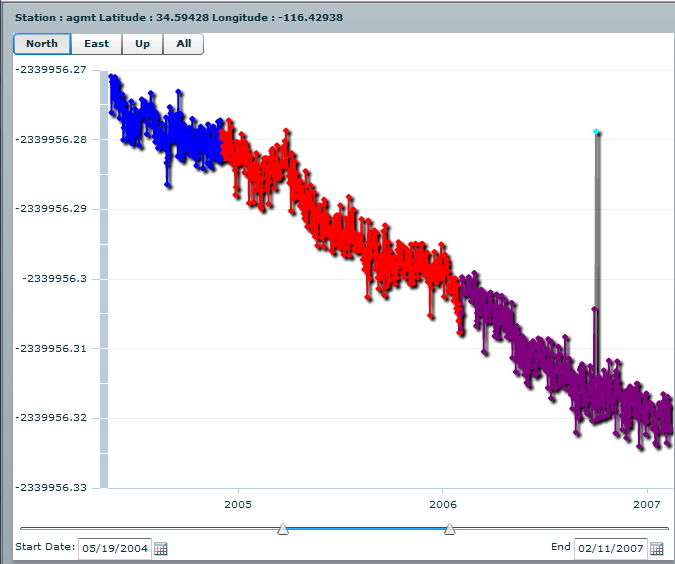 Station : agmt Latitude : 34.59428 Longitude : -116.42938
North East Up All
-2339956.27
-2339956.28
-2339956.29
-2339956.3
-2339956.31
-2339956.32
-2339956.33
2005 2006 2007
Start Date: 05/19/2004 End 02/11/2007